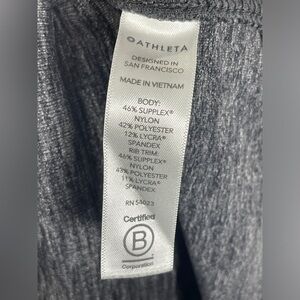 ATHLETA
DESIGNED IN
SAN FRANCISCO
MADE IN VIETNAM
BODY:
46% SUPPLEX®
NYLON
42% POLYESTER
12% LYCRA®
SPANDEX
RIB TRIM:
46% SUPPLEX®
NYLON
43% POLYESTER
11% LYCRA®
SPANDEX
RN 54023
Certified
B
Corporation